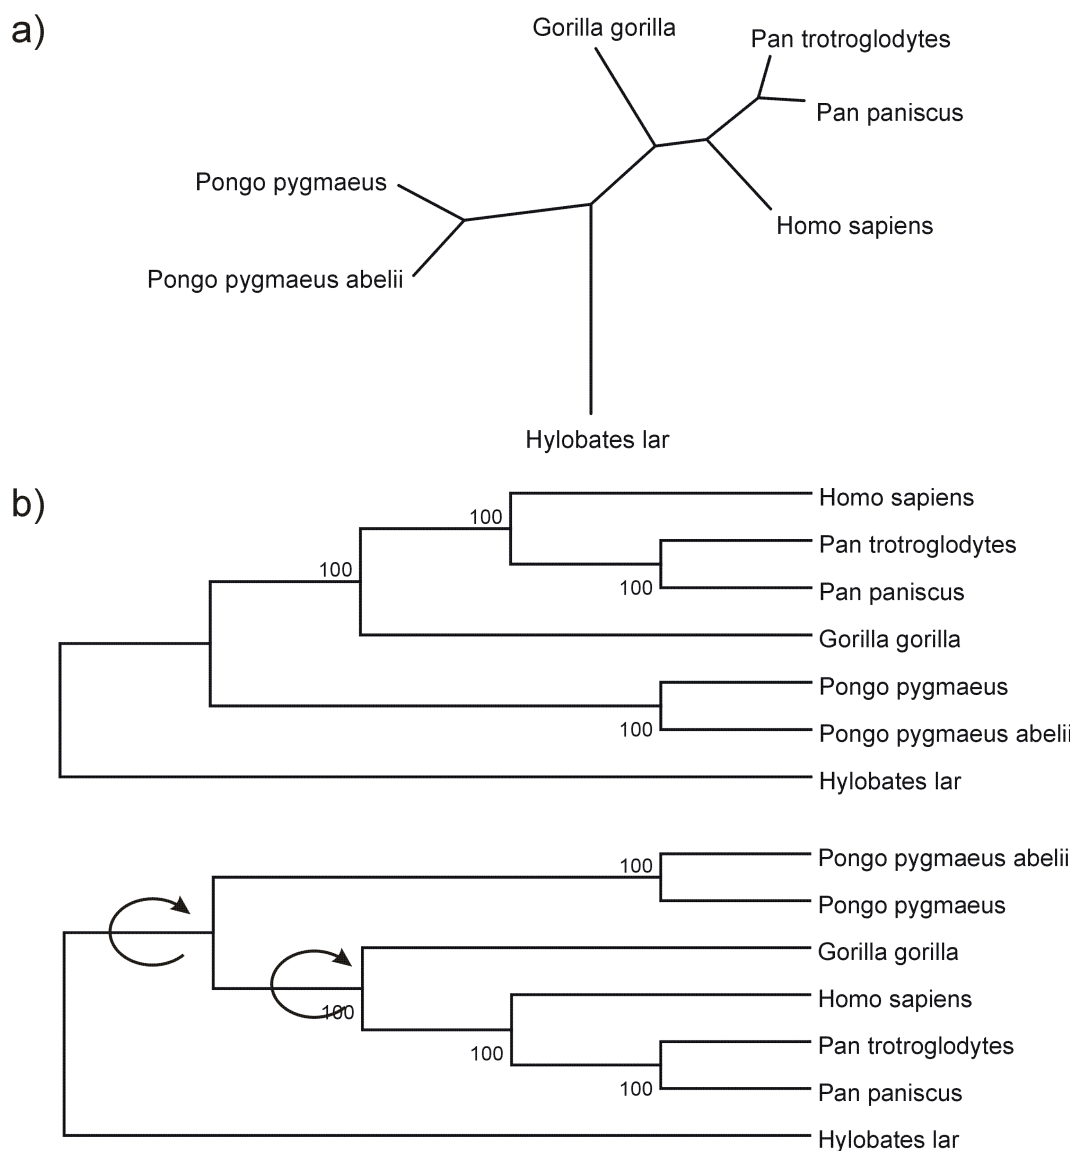 a)
Gorilla gorilla
Pan trotroglodytes
Pan paniscus
Pongo pygmaeus
Homo sapiens
Pongo pygmaeus abelii
Hylobates lar
b)
Homo sapiens
100
Pan trotroglodytes
100
Pan paniscus
100
Gorilla gorilla
Pongo pygmaeus
100
Pongo pygmaeus abelii
Hylobates lar
Pongo pygmaeus abelii
100
Pongo pygmaeus
Gorilla gorilla
Homo sapiens
100
Pan trotroglodytes
100
100
Pan paniscus
Hylobates lar